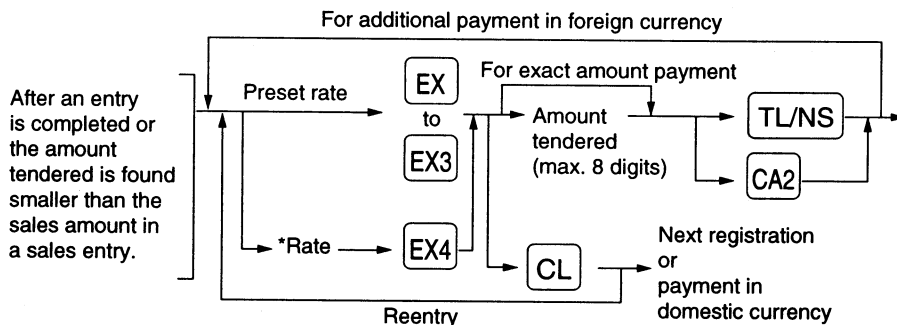 For additional payment in foreign currency
After an entry
is completed or
the amount
tendered is found
smaller than the
sales amount in
a sales entry.
Preset rate
EX
to
EX3
For exact amount payment
Amount
tendered
(max. 8 digits)
TL/NS
CA2
*Rate
EX4
CL
Next registration
or
payment in
domestic currency
Reentry